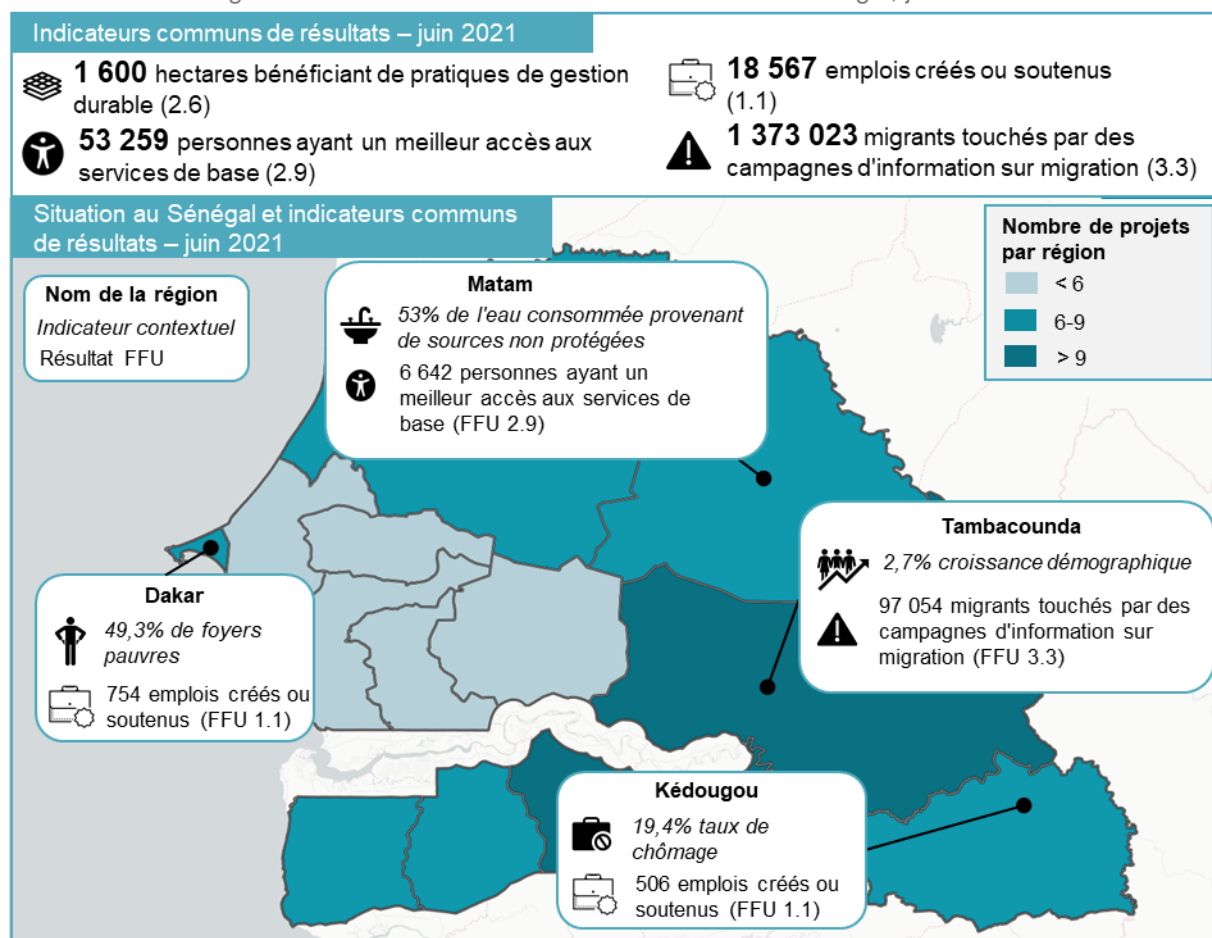 Indicateurs communs de résultats – juin 2021
1 600 hectares bénéficiant de pratiques de gestion
durable (2.6)
53 259 personnes ayant un meilleur accès aux
services de base (2.9)
18 567 emplois créés ou soutenus
(1.1)
1 373 023 migrants touchés par des
campagnes d'information sur migration (3.3)
Situation au Sénégal et indicateurs communs
de résultats – juin 2021
Nom de la région
Indicateur contextuel
Résultat FFU
Matam
53% de l'eau consommée provenant
de sources non protégées
6 642 personnes ayant un
meilleur accès aux services de
base (FFU 2.9)
Nombre de projets
par région
< 6
6-9
> 9
Tambacounda
2,7% croissance démographique
97 054 migrants touchés par des
campagnes d'information sur
migration (FFU 3.3)
Dakar
49,3% de foyers
pauvres
754 emplois créés ou
soutenus (FFU 1.1)
Kédougou
19,4% taux de
chômage
506 emplois créés ou
soutenus (FFU 1.1)